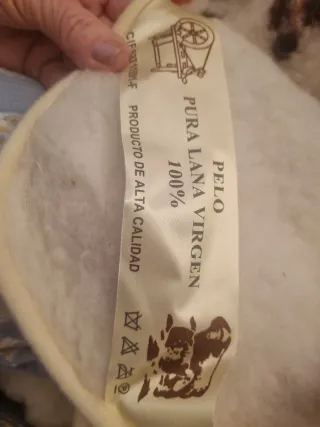 PELO
PURA LANA VIRGEN
100%
PRODUCTO DE ALTA CALIDAD